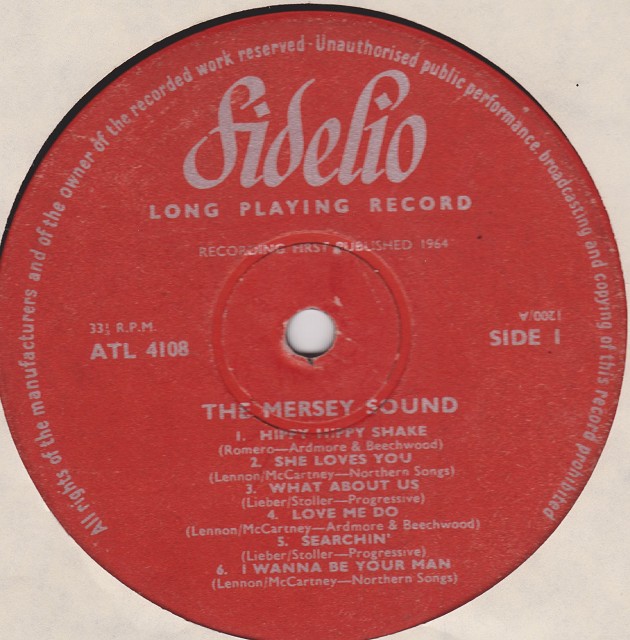 All rights of the manufacturers and of the owner of the recorded work reserved · Unauthorised public performance, broadcasting and copying of this record prohibited
Fidelio
LONG PLAYING RECORD
RECORDING FIRST PUBLISHED 1964
33⅓ R.P.M.
ATL 4108
1200/A
SIDE 1
THE MERSEY SOUND
1. HIPPY HIPPY SHAKE
(Romero—Ardmore & Beechwood)
2. SHE LOVES YOU
(Lennon/McCartney—Northern Songs)
3. WHAT ABOUT US
(Lieber/Stoller—Progressive)
4. LOVE ME DO
(Lennon/McCartney—Ardmore & Beechwood)
5. SEARCHIN'
(Lieber/Stoller—Progressive)
6. I WANNA BE YOUR MAN
(Lennon/McCartney—Northern Songs)